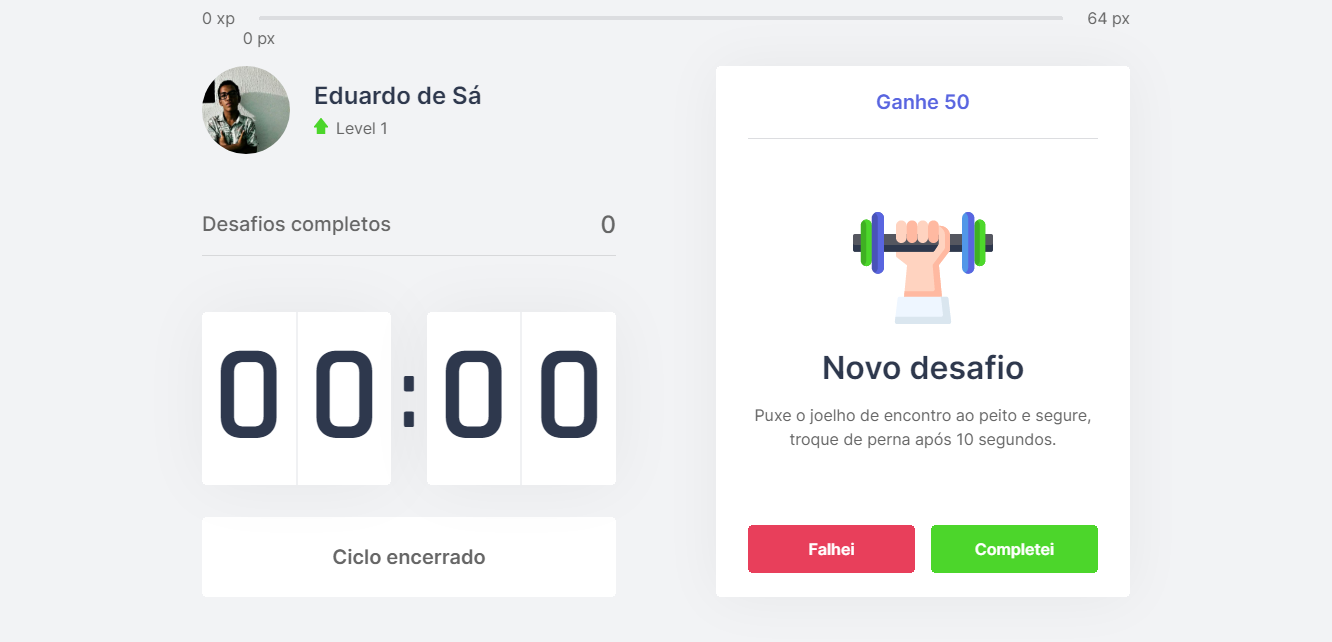 0 xp
64 px
0 px
Eduardo de Sá
Level 1
Desafios completos
0
00:00
Ciclo encerrado
Ganhe 50
Novo desafio
Puxe o joelho de encontro ao peito e segure,
troque de perna após 10 segundos.
Falhei
Completei